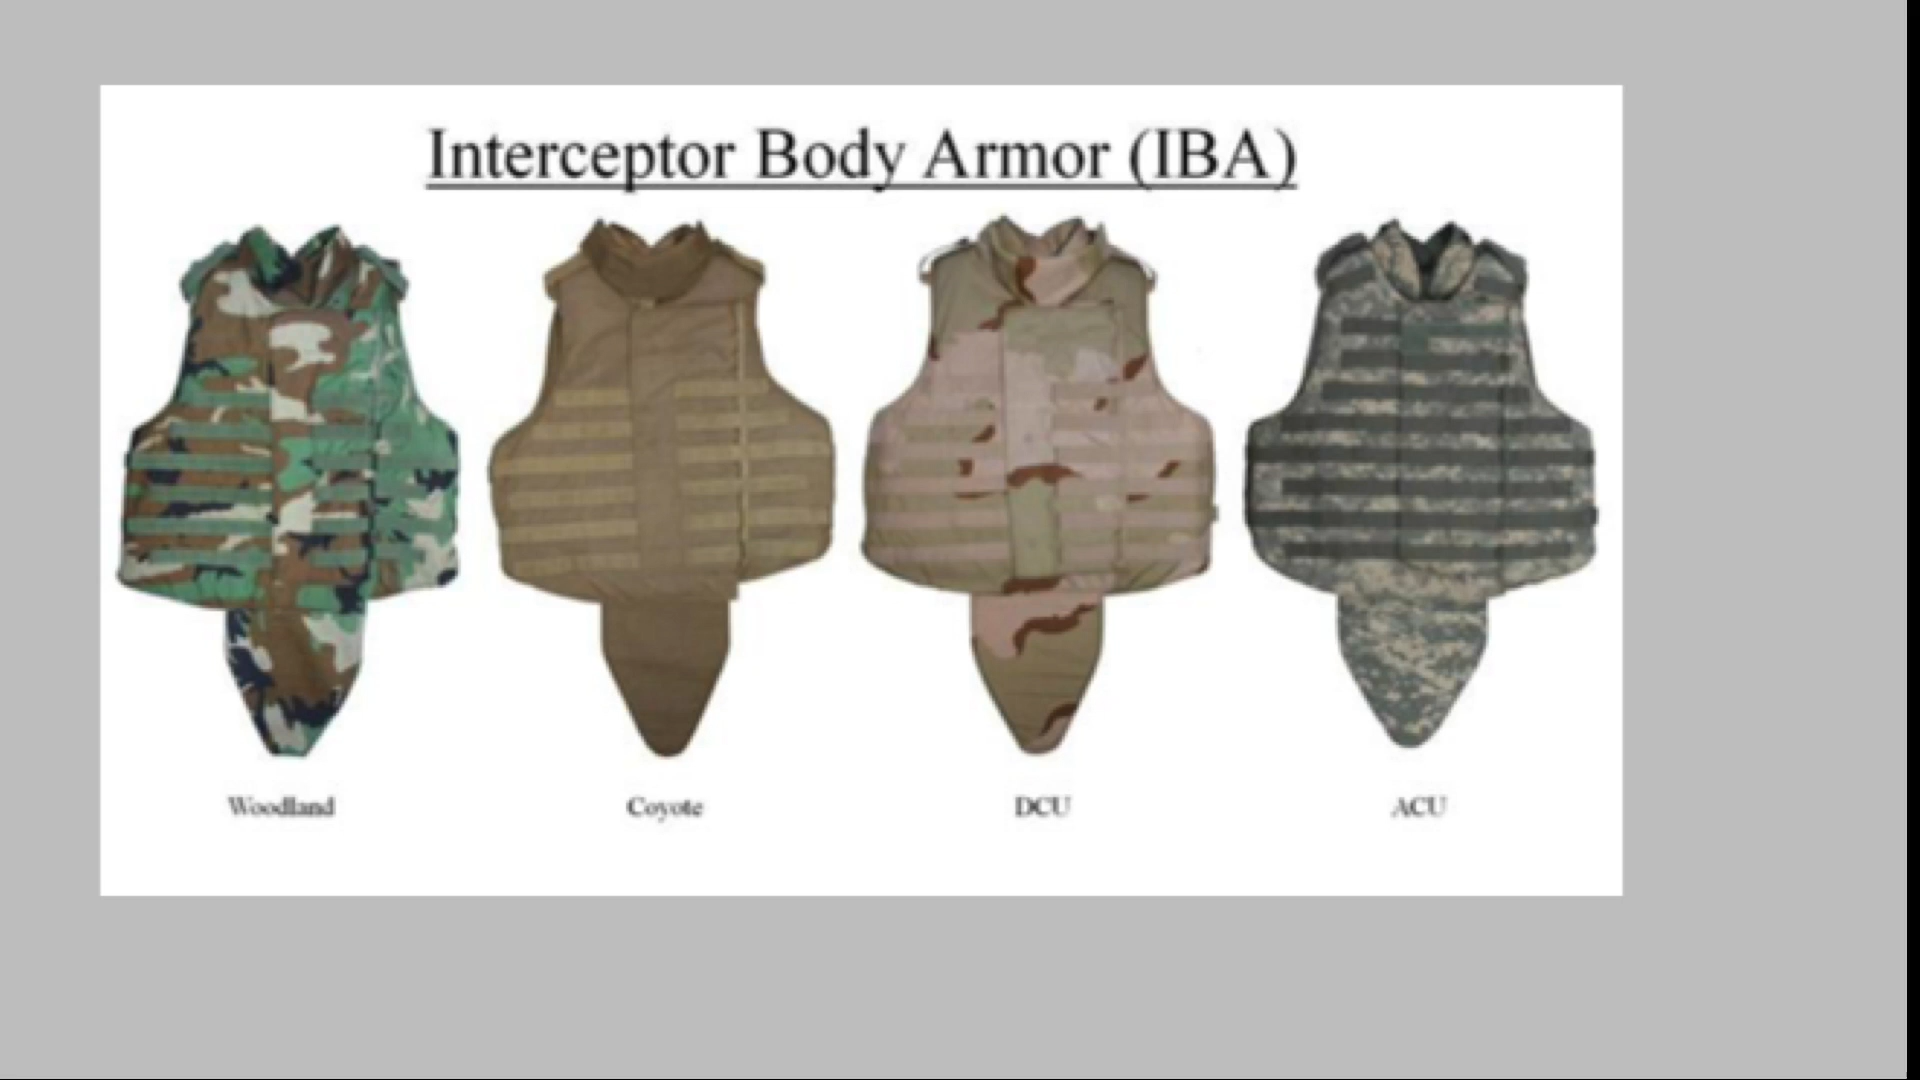 Interceptor Body Armor (IBA)
Woodland
Coyote
DCU
ACU